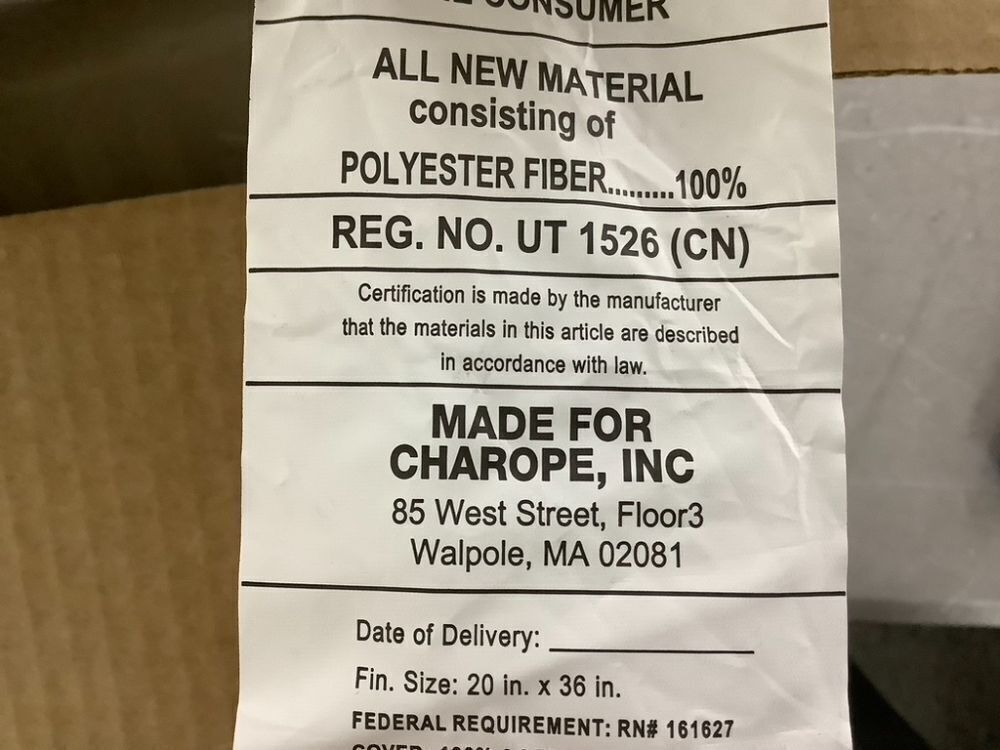 CONSUMER
ALL NEW MATERIAL
consisting of
POLYESTER FIBER.........100%
REG. NO. UT 1526 (CN)
Certification is made by the manufacturer
that the materials in this article are described
in accordance with law.
MADE FOR
CHAROPE, INC
85 West Street, Floor3
Walpole, MA 02081
Date of Delivery:
Fin. Size: 20 in. x 36 in.
FEDERAL REQUIREMENT: RN# 161627